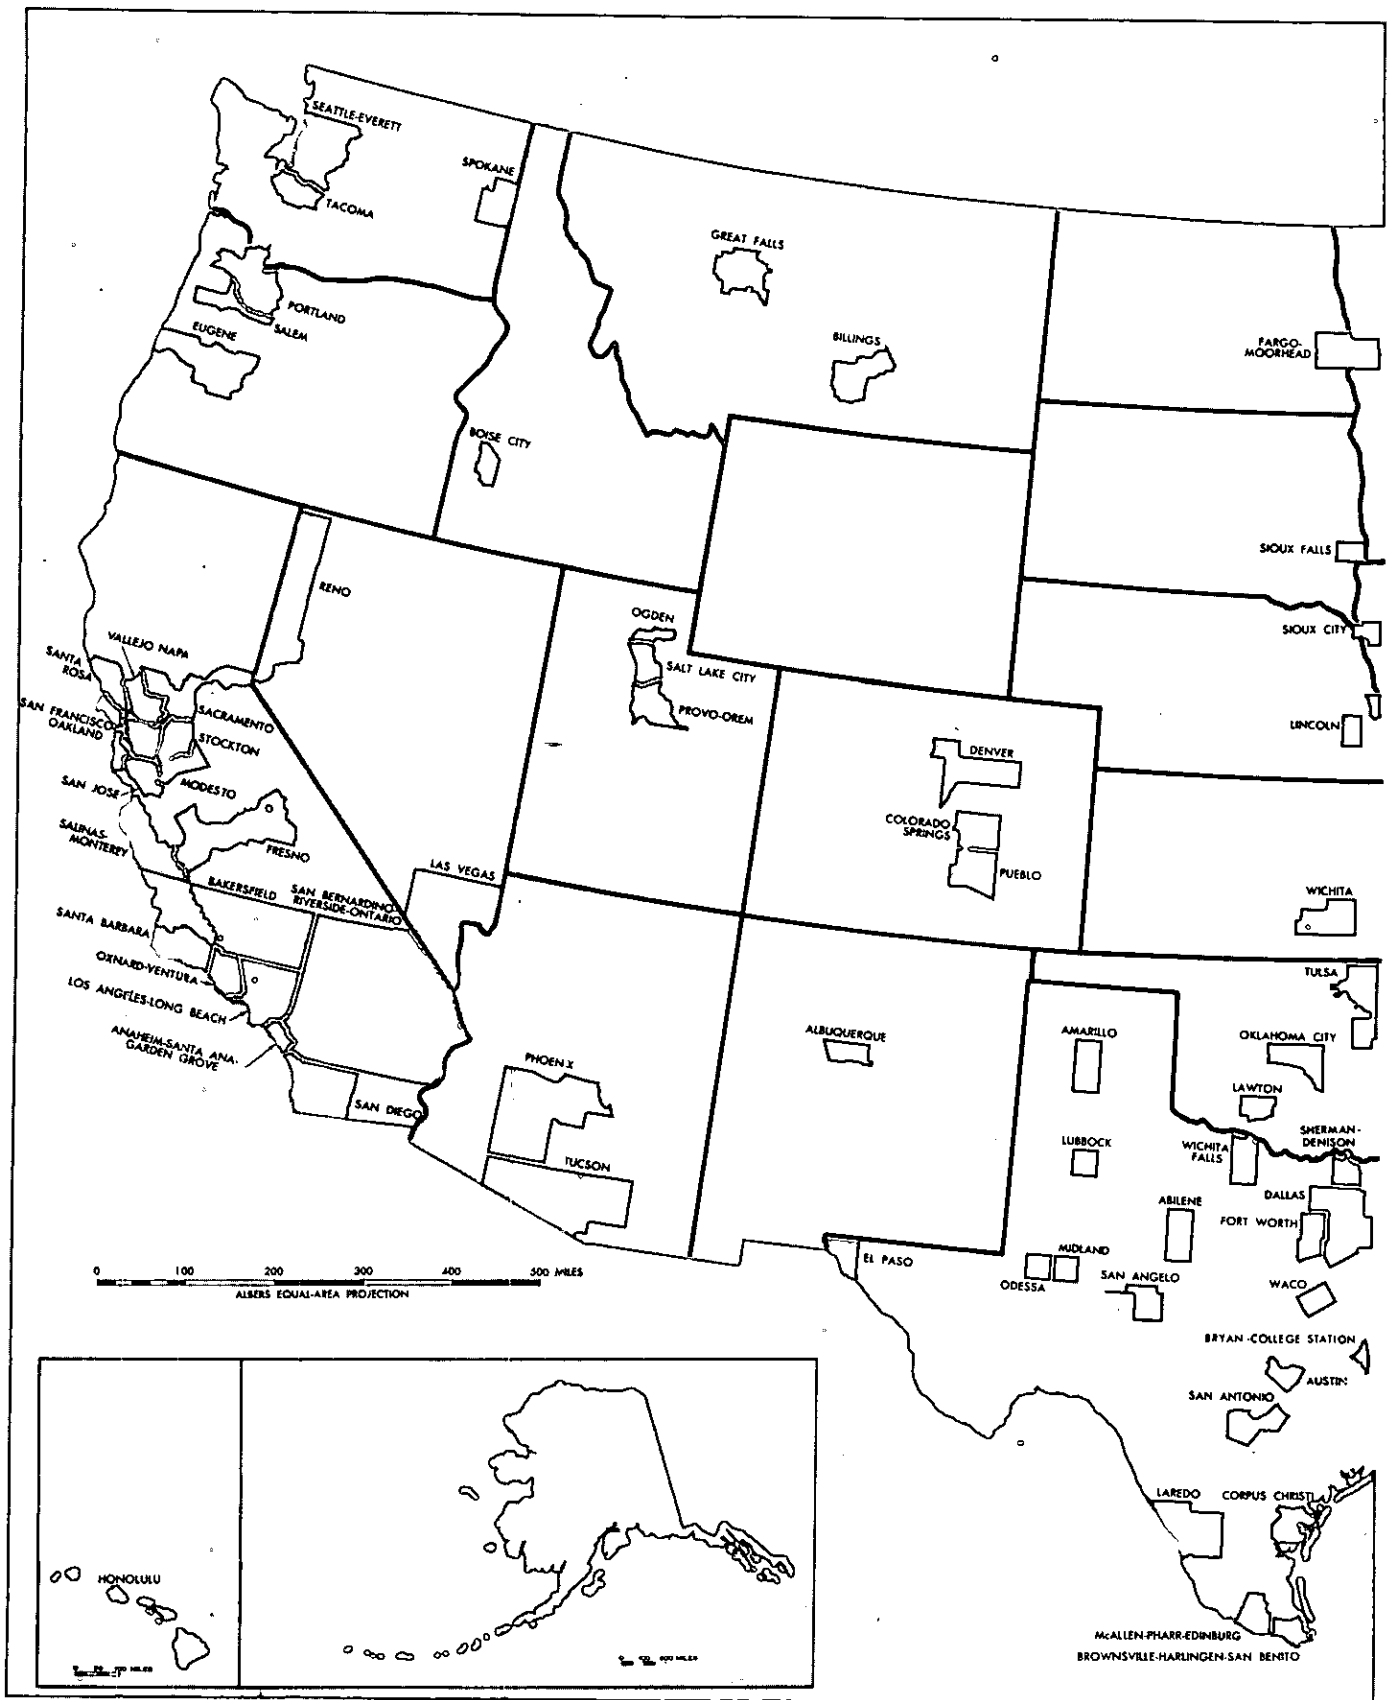 SEATTLE-EVERETT
SPOKANE
TACOMA
GREAT FALLS
PORTLAND
SALEM
EUGENE
BILLINGS
FARGO-
MOORHEAD
BOISE CITY
SIOUX FALLS
RENO
OGDEN
SIOUX CITY
VALLEJO NAPA
SANTA
ROSA
SALT LAKE CITY
SAN FRANCISCO
OAKLAND
SACRAMENTO
PROVO-OREM
LINCOLN
STOCKTON
DENVER
SAN JOSE
MODESTO
COLORADO
SPRINGS
SALINAS-
MONTEREY
FRESNO
LAS VEGAS
PUEBLO
BAKERSFIELD
SAN BERNARDINO
RIVERSIDE-ONTARIO
WICHITA
SANTA BARBARA
OXNARD-VENTURA
TULSA
LOS ANGELES-LONG BEACH
ANAHEIM-SANTA ANA-
GARDEN GROVE
ALBUQUERQUE
AMARILLO
OKLAHOMA CITY
PHOEN X
LAWTON
SAN DIEGO
SHERMAN-
DENISON
LUBBOCK
WICHITA
FALLS
TUCSON
ABILENE
DALLAS
FORT WORTH
EL PASO
MIDLAND
ODESSA
SAN ANGELO
WACO
0 100 200 300 400 500 MILES
ALBERS EQUAL-AREA PROJECTION
BRYAN-COLLEGE STATION
AUSTIN
SAN ANTONIO
LAREDO
CORPUS CHRISTI
HONOLULU
McALLEN-PHARR-EDINBURG
BROWNSVILLE-HARLINGEN-SAN BENITO